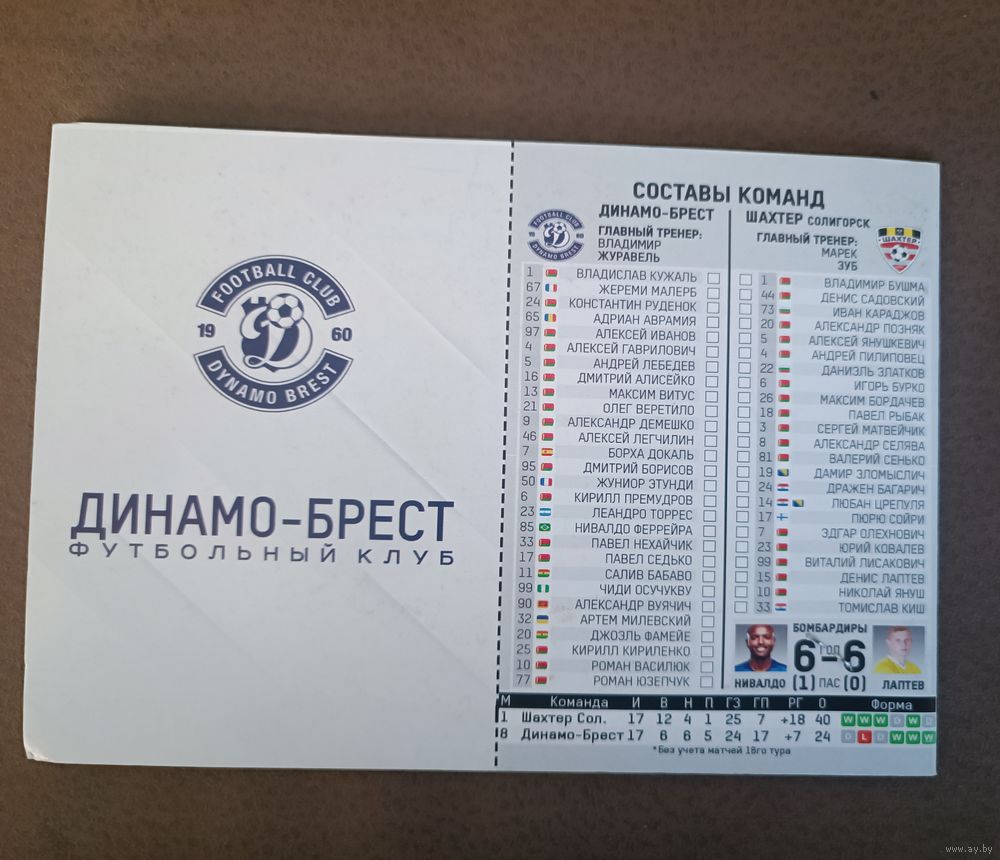 FOOTBALL CLUB
19 60
DYNAMO BREST
ДИНАМО-БРЕСТ
ФУТБОЛЬНЫЙ КЛУБ
СОСТАВЫ КОМАНД
FOOTBALL CLUB
DYNAMO BREST
ДИНАМО-БРЕСТ
ГЛАВНЫЙ ТРЕНЕР:
ВЛАДИМИР
ЖУРАВЕЛЬ
1 ВЛАДИСЛАВ КУЖАЛЬ
67 ЖЕРЕМИ МАЛЕРБ
24 КОНСТАНТИН РУДЕНОК
65 АДРИАН АВРАМИЯ
97 АЛЕКСЕЙ ИВАНОВ
4 АЛЕКСЕЙ ГАВРИЛОВИЧ
5 АНДРЕЙ ЛЕБЕДЕВ
16 ДМИТРИЙ АЛИСЕЙКО
13 МАКСИМ ВИТУС
21 ОЛЕГ ВЕРЕТИЛО
9 АЛЕКСАНДР ДЕМЕШКО
46 АЛЕКСЕЙ ЛЕГЧИЛИН
7 БОРХА ДОКАЛЬ
95 ДМИТРИЙ БОРИСОВ
50 ЖУНИОР ЭТУНДИ
6 КИРИЛЛ ПРЕМУДРОВ
23 ЛЕАНДРО ТОРРЕС
85 НИВАЛДО ФЕРРЕЙРА
33 ПАВЕЛ НЕХАЙЧИК
17 ПАВЕЛ СЕДЬКО
11 САЛИВ БАБАВО
99 ЧИДИ ОСУЧУКВУ
90 АЛЕКСАНДР ВУЯЧИЧ
32 АРТЕМ МИЛЕВСКИЙ
20 ДЖОЭЛЬ ФАМЕЙЕ
25 КИРИЛЛ КИРИЛЕНКО
10 РОМАН ВАСИЛЮК
77 РОМАН ЮЗЕПЧУК
ШАХТЕР СОЛИГОРСК
ГЛАВНЫЙ ТРЕНЕР:
МАРЕК
ЗУБ
ШАХТЕР
1 ВЛАДИМИР БУШМА
44 ДЕНИС САДОВСКИЙ
73 ИВАН КАРАДЖОВ
20 АЛЕКСАНДР ПОЗНЯК
5 АЛЕКСЕЙ ЯНУШКЕВИЧ
4 АНДРЕЙ ПИЛИПОВЕЦ
22 ДАНИЭЛЬ ЗЛАТКОВ
6 ИГОРЬ БУРКО
26 МАКСИМ БОРДАЧЕВ
18 ПАВЕЛ РЫБАК
3 СЕРГЕЙ МАТВЕЙЧИК
8 АЛЕКСАНДР СЕЛЯВА
81 ВАЛЕРИЙ СЕНЬКО
19 ДАМИР ЗЛОМЫСЛИЧ
24 ДРАЖЕН БАГАРИЧ
14 ЛЮБАН ЦРЕПУЛЯ
17 ПЮРЮ СОЙРИ
7 ЭДГАР ОЛЕХНОВИЧ
23 ЮРИЙ КОВАЛЕВ
99 ВИТАЛИЙ ЛИСАКОВИЧ
15 ДЕНИС ЛАПТЕВ
10 НИКОЛАЙ ЯНУШ
33 ТОМИСЛАВ КИШ
БОМБАРДИРЫ
6 ГОЛ 6
НИВАЛДО (1) ПАС (0) ЛАПТЕВ
М Команда И В Н П ГЗ ГП РГ О Форма
1 Шахтер Сол. 17 12 4 1 25 7 +18 40 W W W D W D
8 Динамо-Брест 17 6 6 5 24 17 +7 24 D L D W W W
*Без учета матчей 18го тура
www.ay.by